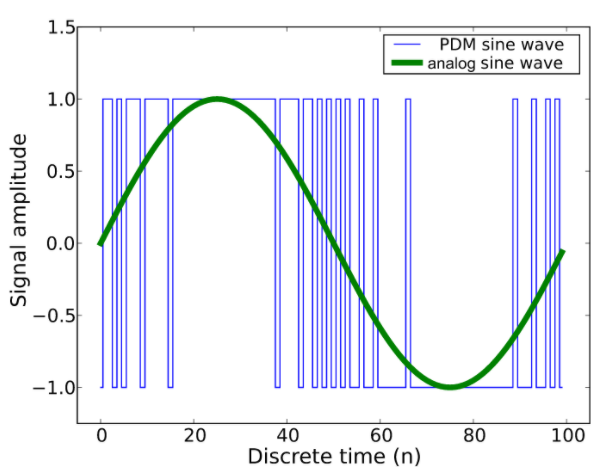 1.5
PDM sine wave
analog sine wave
1.0
0.5
0.0
−0.5
−1.0
Signal amplitude
0 20 40 60 80 100
Discrete time (n)